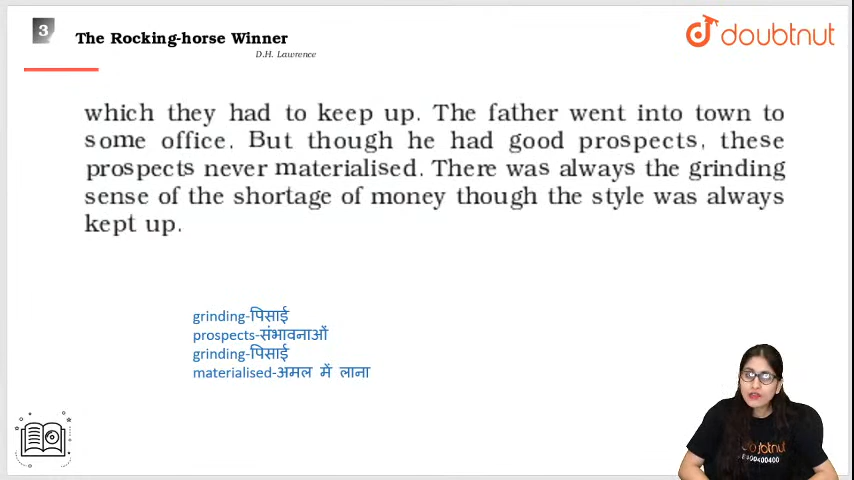 3
The Rocking-horse Winner
D.H. Lawrence
doubtnut
which they had to keep up. The father went into town to
some office. But though he had good prospects, these
prospects never materialised. There was always the grinding
sense of the shortage of money though the style was always
kept up.
grinding-पिसाई
prospects-संभावनाओं
grinding-पिसाई
materialised-अमल में लाना